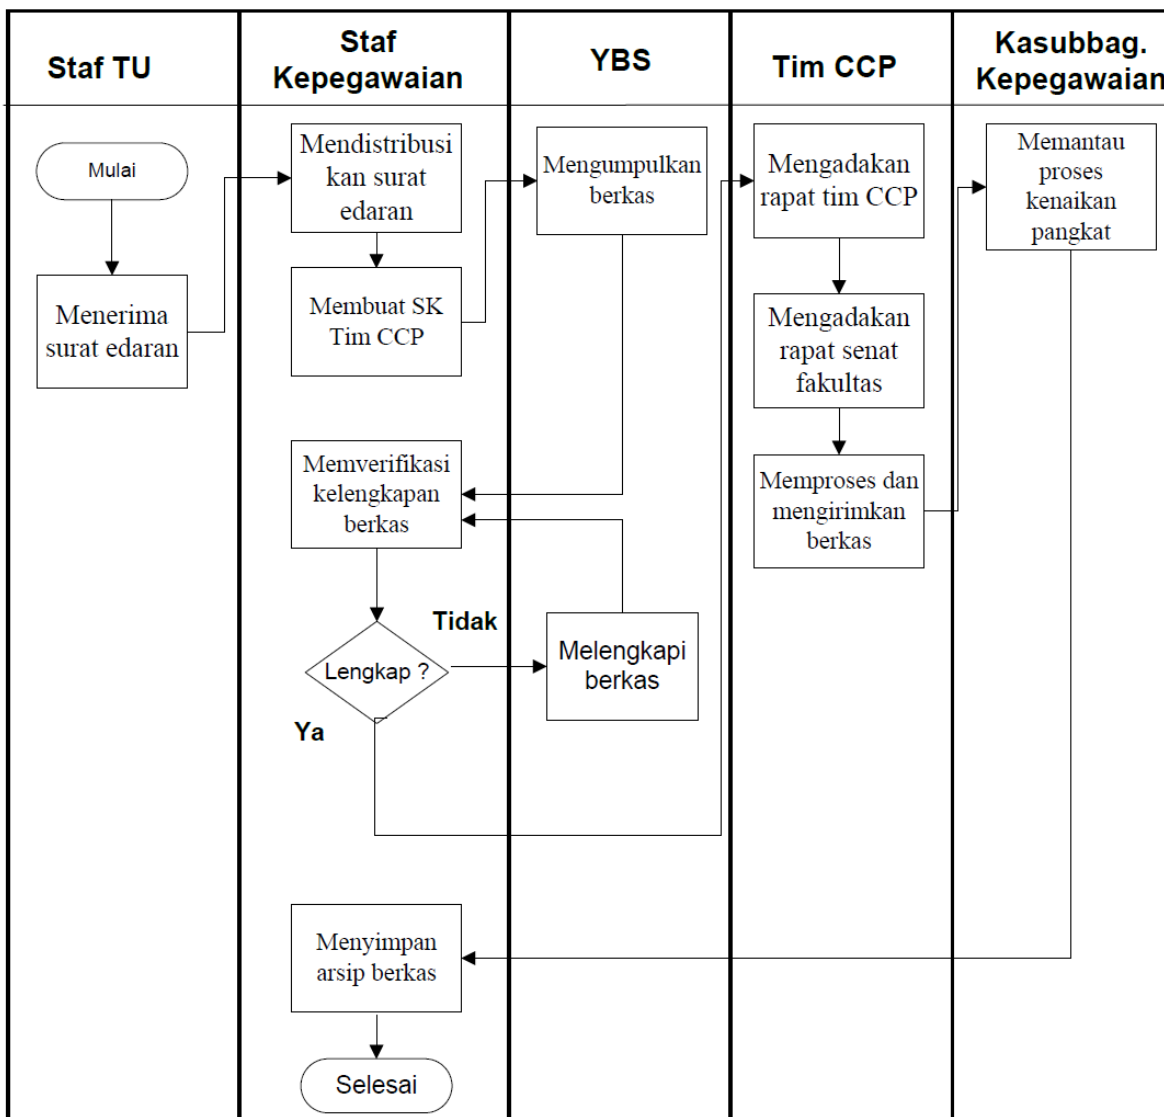 Staf TU
Staf
Kepegawaian
YBS
Tim CCP
Kasubbag.
Kepegawaian
Mulai
Menerima
surat edaran
Mendistribusi
kan surat
edaran
Membuat SK
Tim CCP
Mengumpulkan
berkas
Memverifikasi
kelengkapan
berkas
Lengkap ?
Tidak
Melengkapi
berkas
Ya
Mengadakan
rapat tim CCP
Mengadakan
rapat senat
fakultas
Memproses dan
mengirimkan
berkas
Memantau
proses
kenaikan
pangkat
Menyimpan
arsip berkas
Selesai